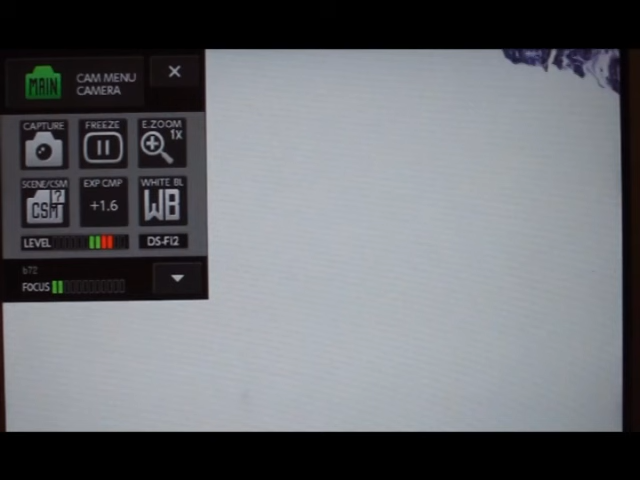 MAIN
CAM MENU
CAMERA
✕
CAPTURE
FREEZE
E.ZOOM
1X
SCENE/CSM
?
CSM
EXP CMP
+1.6
WHITE BL
WB
LEVEL
DS-Fi2
b72
FOCUS